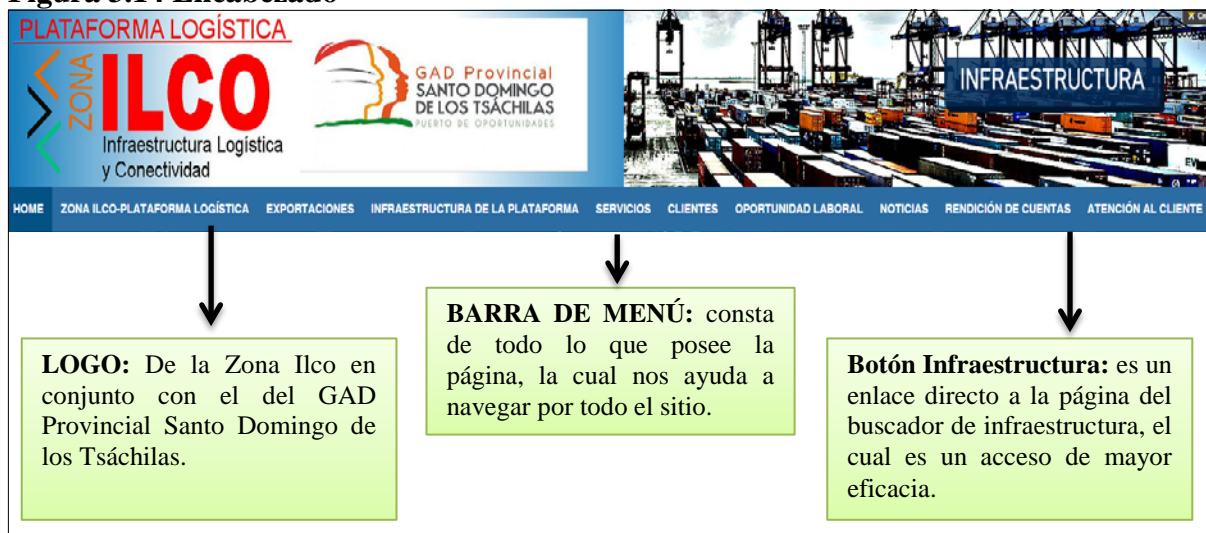 PLATAFORMA LOGÍSTICA
ZONA
ILCO
Infraestructura Logística
y Conectividad
GAD Provincial
SANTO DOMINGO
DE LOS TSÁCHILAS
PUERTO DE OPORTUNIDADES
INFRAESTRUCTURA
HOME ZONA ILCO-PLATAFORMA LOGÍSTICA EXPORTACIONES INFRAESTRUCTURA DE LA PLATAFORMA SERVICIOS CLIENTES OPORTUNIDAD LABORAL NOTICIAS RENDICIÓN DE CUENTAS ATENCIÓN AL CLIENTE
LOGO: De la Zona Ilco en
conjunto con el del GAD
Provincial Santo Domingo de
los Tsáchilas.
BARRA DE MENÚ: consta
de todo lo que posee la
página, la cual nos ayuda a
navegar por todo el sitio.
Botón Infraestructura: es un
enlace directo a la página del
buscador de infraestructura, el
cual es un acceso de mayor
eficacia.